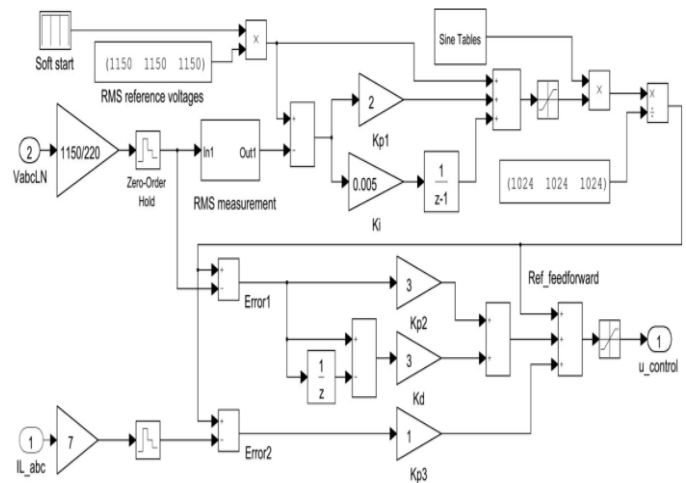 Soft start
(1150 1150 1150)
RMS reference voltages
×
Sine Tables
2
VabcLN
1150/220
Zero-Order
Hold
In1 Out1
RMS measurement
+
-
2
Kp1
0.005
Ki
1
z-1
+
+
+
×
×
÷
(1024 1024 1024)
+
-
Error1
3
Kp2
1
z
+
-
3
Kd
+
+
Ref_feedforward
+
+
+
1
u_control
1
IL_abc
7
+
-
Error2
1
Kp3